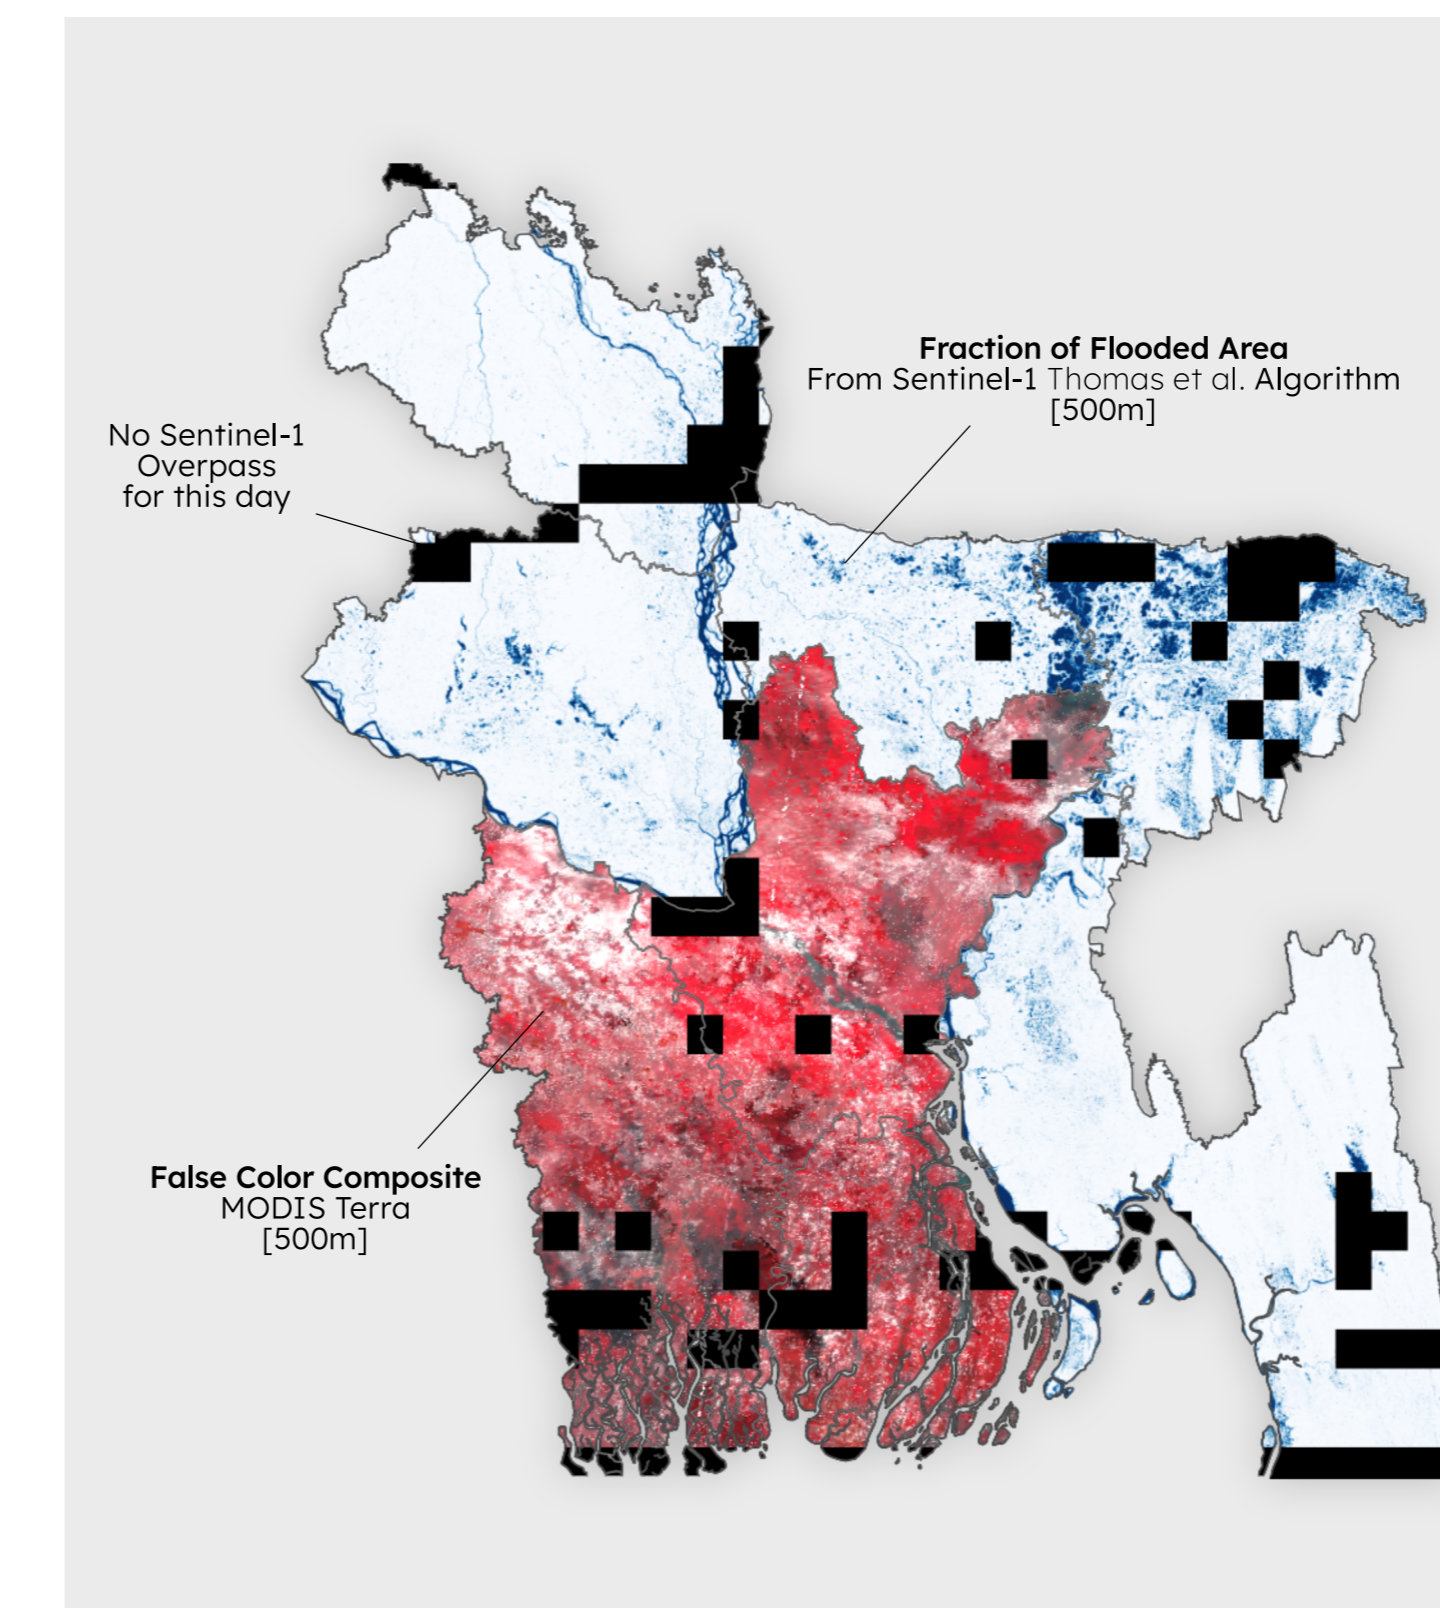 Fraction of Flooded Area
From Sentinel-1 Thomas et al. Algorithm
[500m]
No Sentinel-1
Overpass
for this day
False Color Composite
MODIS Terra
[500m]